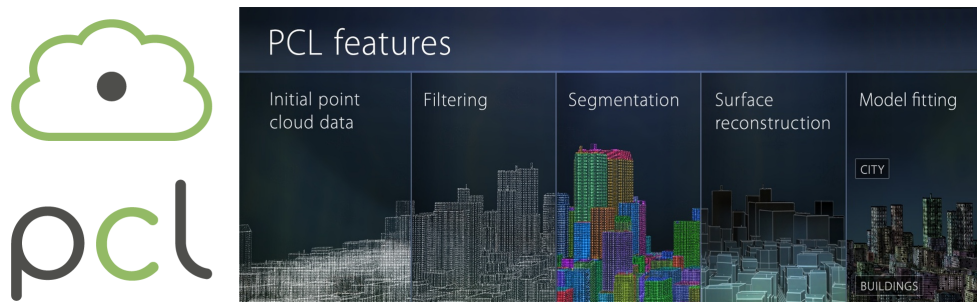 pcl
PCL features
Initial point
cloud data
Filtering
Segmentation
Surface
reconstruction
Model fitting
CITY
BUILDINGS